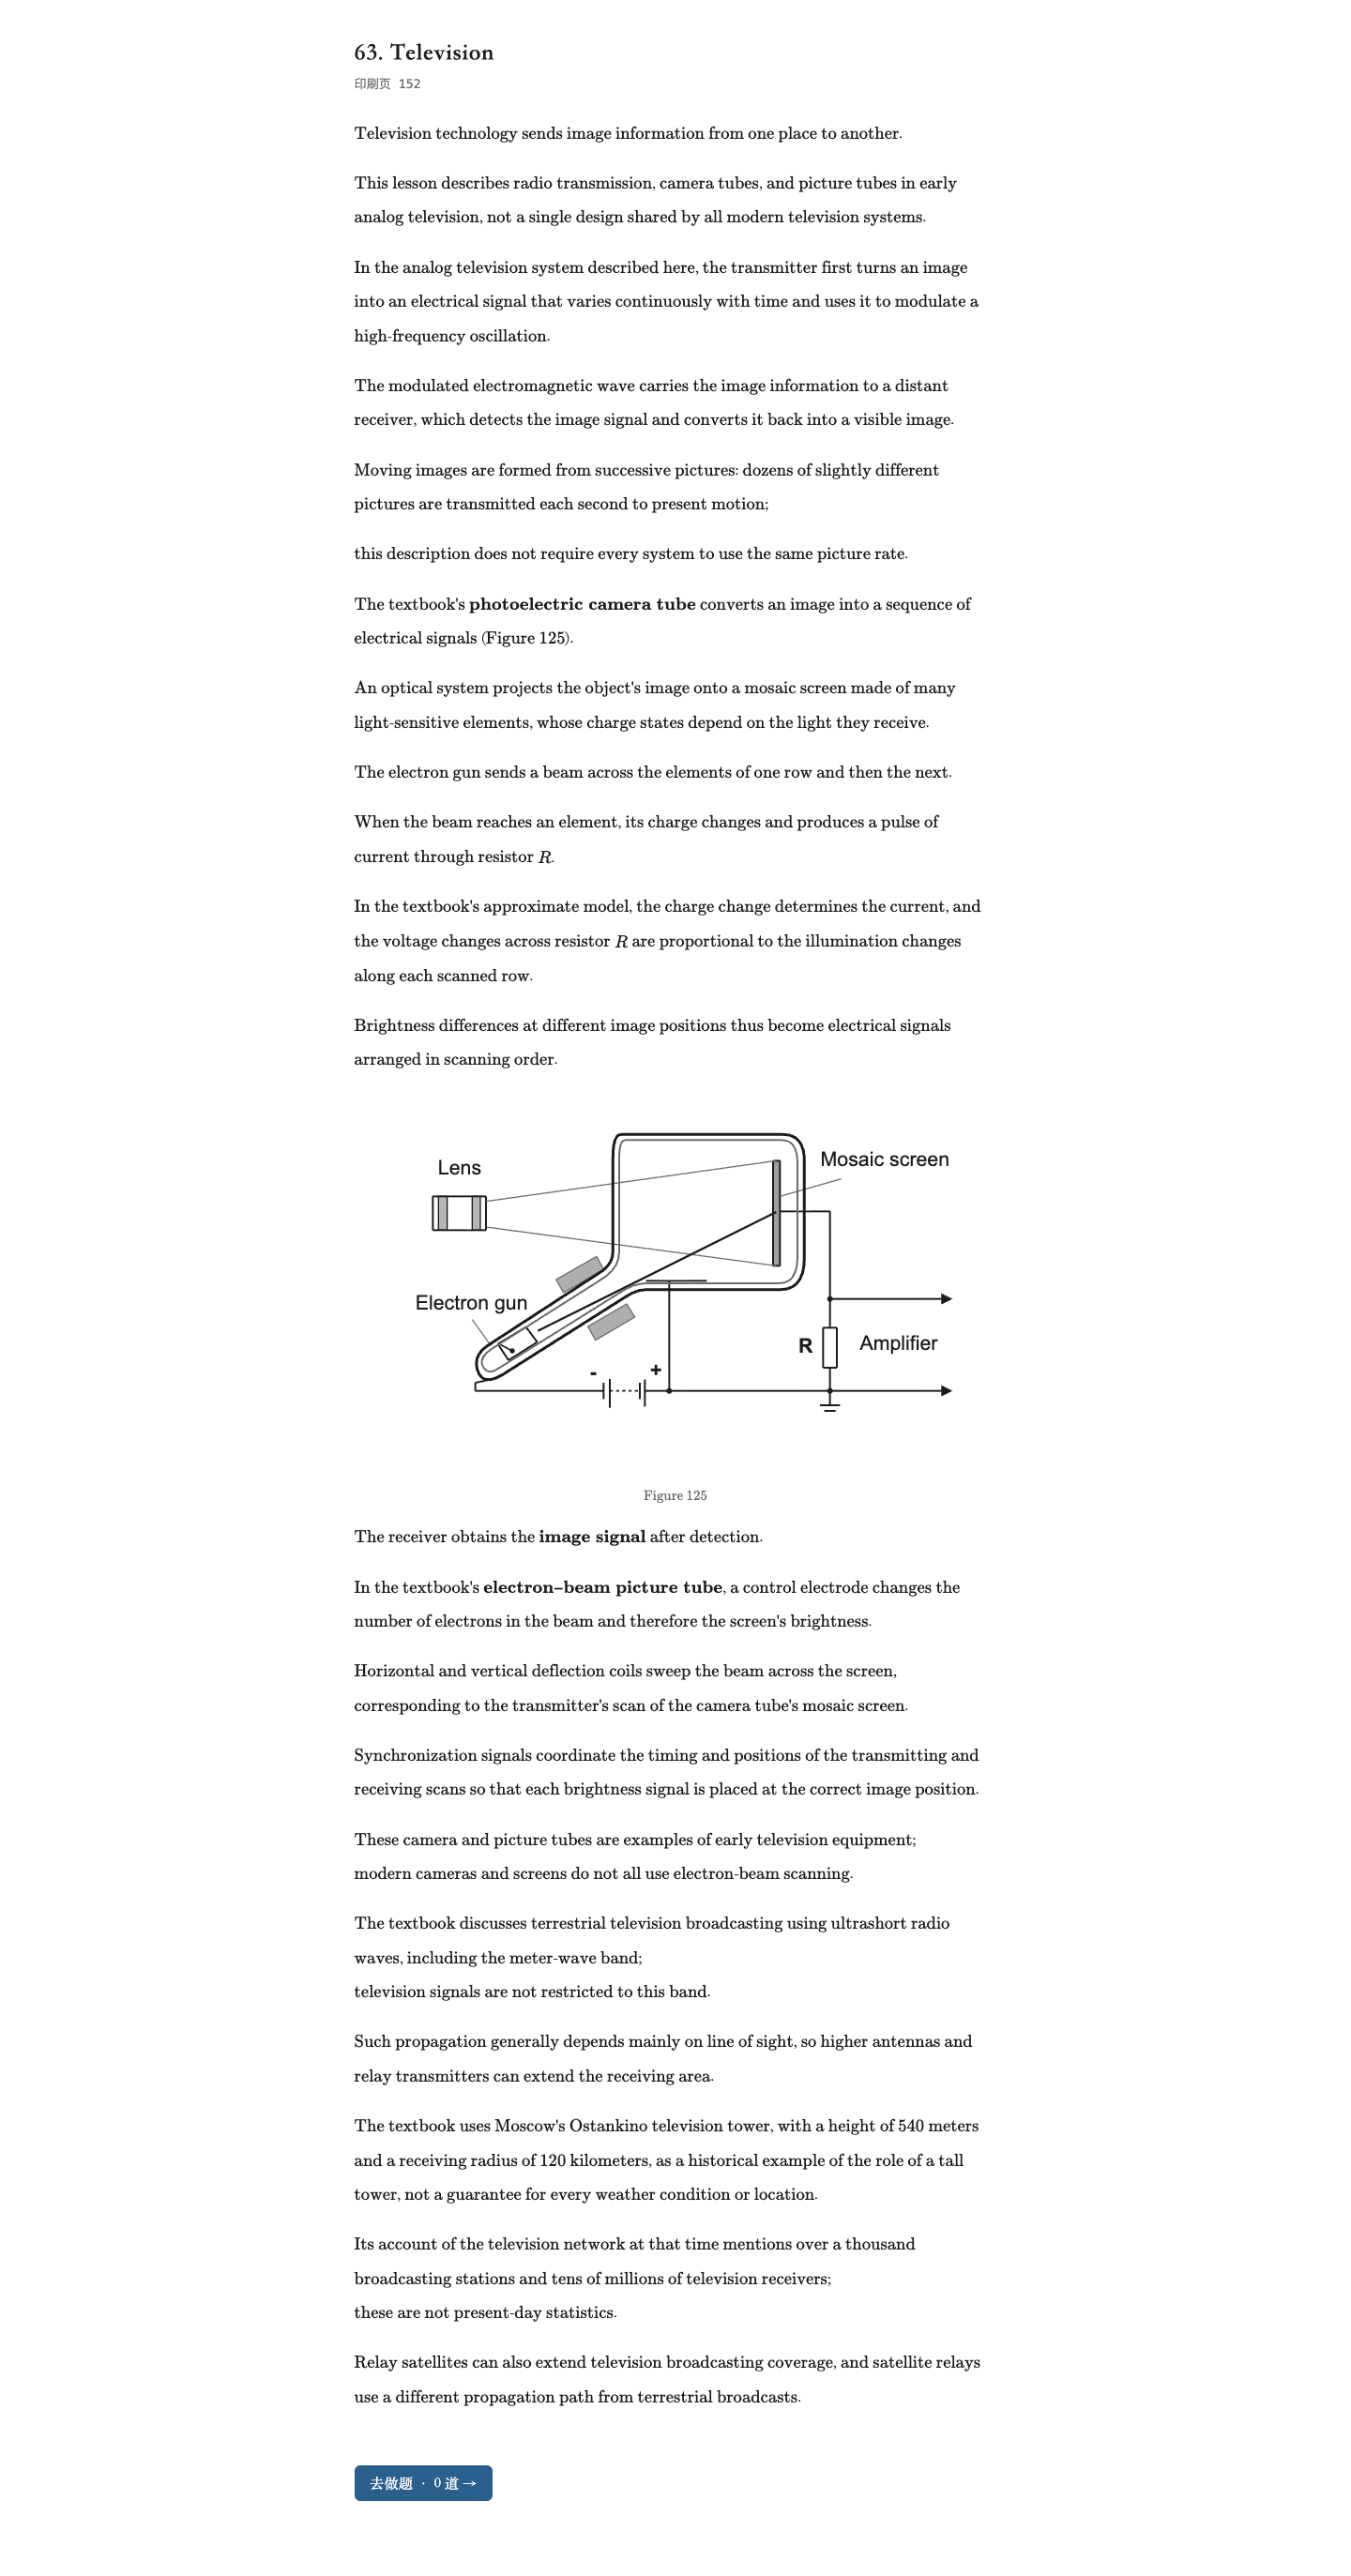 63. Television
印刷页 152
Television technology sends image information from one place to another.
This lesson describes radio transmission, camera tubes, and picture tubes in early
analog television, not a single design shared by all modern television systems.
In the analog television system described here, the transmitter first turns an image
into an electrical signal that varies continuously with time and uses it to modulate a
high-frequency oscillation.
The modulated electromagnetic wave carries the image information to a distant
receiver, which detects the image signal and converts it back into a visible image.
Moving images are formed from successive pictures: dozens of slightly different
pictures are transmitted each second to present motion;
this description does not require every system to use the same picture rate.
The textbook's photoelectric camera tube converts an image into a sequence of
electrical signals (Figure 125).
An optical system projects the object's image onto a mosaic screen made of many
light-sensitive elements, whose charge states depend on the light they receive.
The electron gun sends a beam across the elements of one row and then the next.
When the beam reaches an element, its charge changes and produces a pulse of
current through resistor R.
In the textbook's approximate model, the charge change determines the current, and
the voltage changes across resistor R are proportional to the illumination changes
along each scanned row.
Brightness differences at different image positions thus become electrical signals
arranged in scanning order.
Lens
Mosaic screen
Electron gun
R
Amplifier
- +
Figure 125
The receiver obtains the image signal after detection.
In the textbook's electron-beam picture tube, a control electrode changes the
number of electrons in the beam and therefore the screen's brightness.
Horizontal and vertical deflection coils sweep the beam across the screen,
corresponding to the transmitter's scan of the camera tube's mosaic screen.
Synchronization signals coordinate the timing and positions of the transmitting and
receiving scans so that each brightness signal is placed at the correct image position.
These camera and picture tubes are examples of early television equipment;
modern cameras and screens do not all use electron-beam scanning.
The textbook discusses terrestrial television broadcasting using ultrashort radio
waves, including the meter-wave band;
television signals are not restricted to this band.
Such propagation generally depends mainly on line of sight, so higher antennas and
relay transmitters can extend the receiving area.
The textbook uses Moscow's Ostankino television tower, with a height of 540 meters
and a receiving radius of 120 kilometers, as a historical example of the role of a tall
tower, not a guarantee for every weather condition or location.
Its account of the television network at that time mentions over a thousand
broadcasting stations and tens of millions of television receivers;
these are not present-day statistics.
Relay satellites can also extend television broadcasting coverage, and satellite relays
use a different propagation path from terrestrial broadcasts.
去做题 · 0 道 →